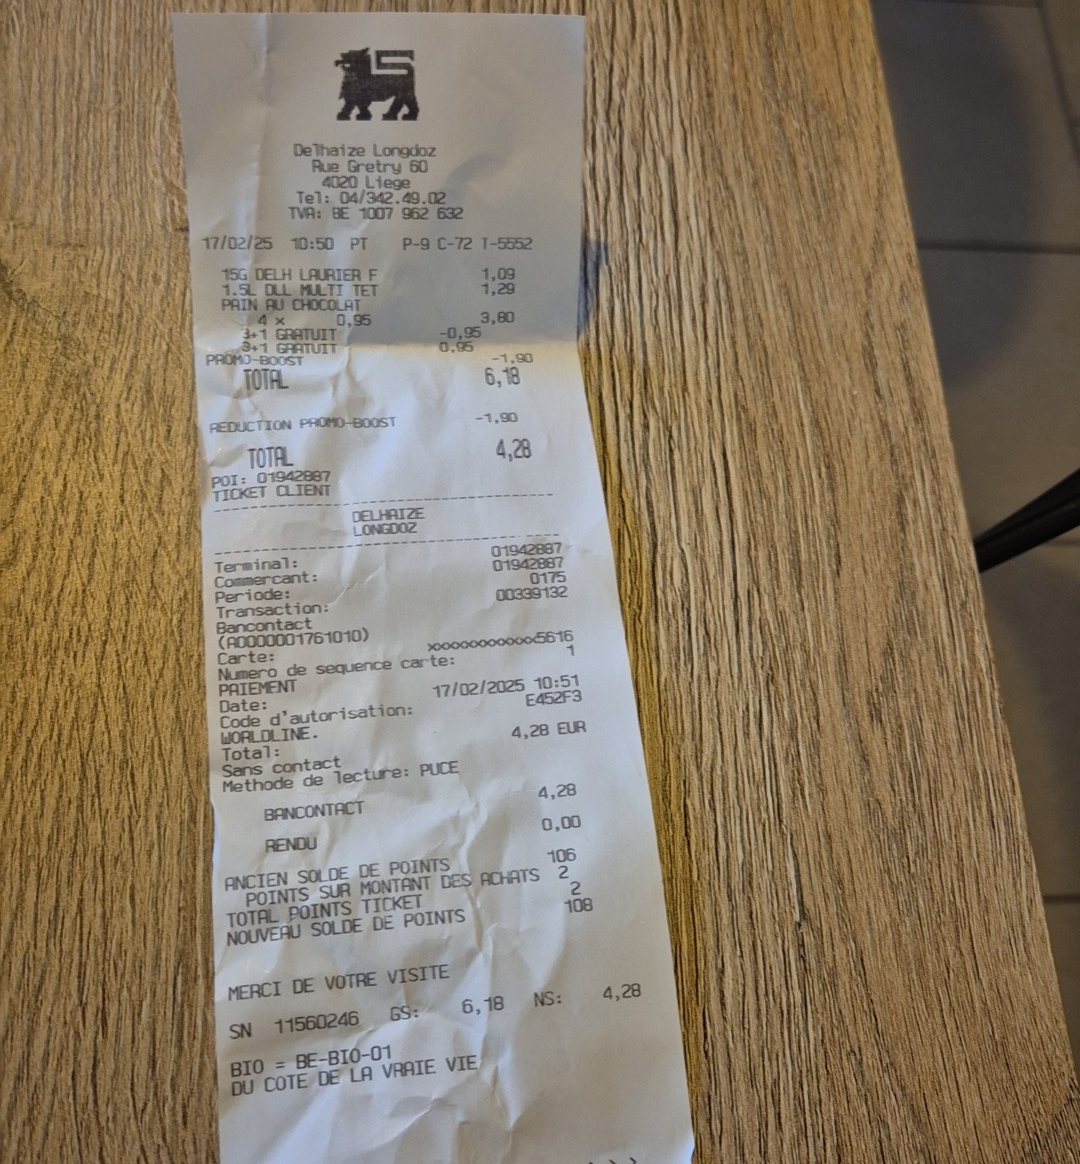 Delhaize Longdoz
Rue Gretry 60
4020 Liege
Tel: 04/342.49.02
TVA: BE 1007 962 632
17/02/25 10:50 PT P-9 C-72 T-5552
15G DELH LAURIER F 1,09
1.5L DLL MULTI TET 1,29
PAIN AU CHOCOLAT
4 x 0,95 3,80
3+1 GRATUIT -0,95
3+1 GRATUIT 0,95
PROMO-BOOST -1,90
TOTAL 6,18
REDUCTION PROMO-BOOST -1,90
TOTAL 4,28
POI: 01942887
TICKET CLIENT
DELHAIZE
LONGDOZ
Terminal: 01942887
Commercant: 01942887
Periode: 0175
Transaction: 00339132
Bancontact
(A0000001761010)
Carte: xxxxxxxxxxxx5616
Numero de sequence carte: 1
PAIEMENT
Date: 17/02/2025 10:51
Code d'autorisation: E452F3
WORLDLINE.
Total: 4,28 EUR
Sans contact
Methode de lecture: PUCE
BANCONTACT 4,28
RENDU 0,00
ANCIEN SOLDE DE POINTS 106
POINTS SUR MONTANT DES ACHATS 2
TOTAL POINTS TICKET 2
NOUVEAU SOLDE DE POINTS 108
MERCI DE VOTRE VISITE
SN 11560246 GS: 6,18 NS: 4,28
BIO = BE-BIO-01
DU COTE DE LA VRAIE VIE